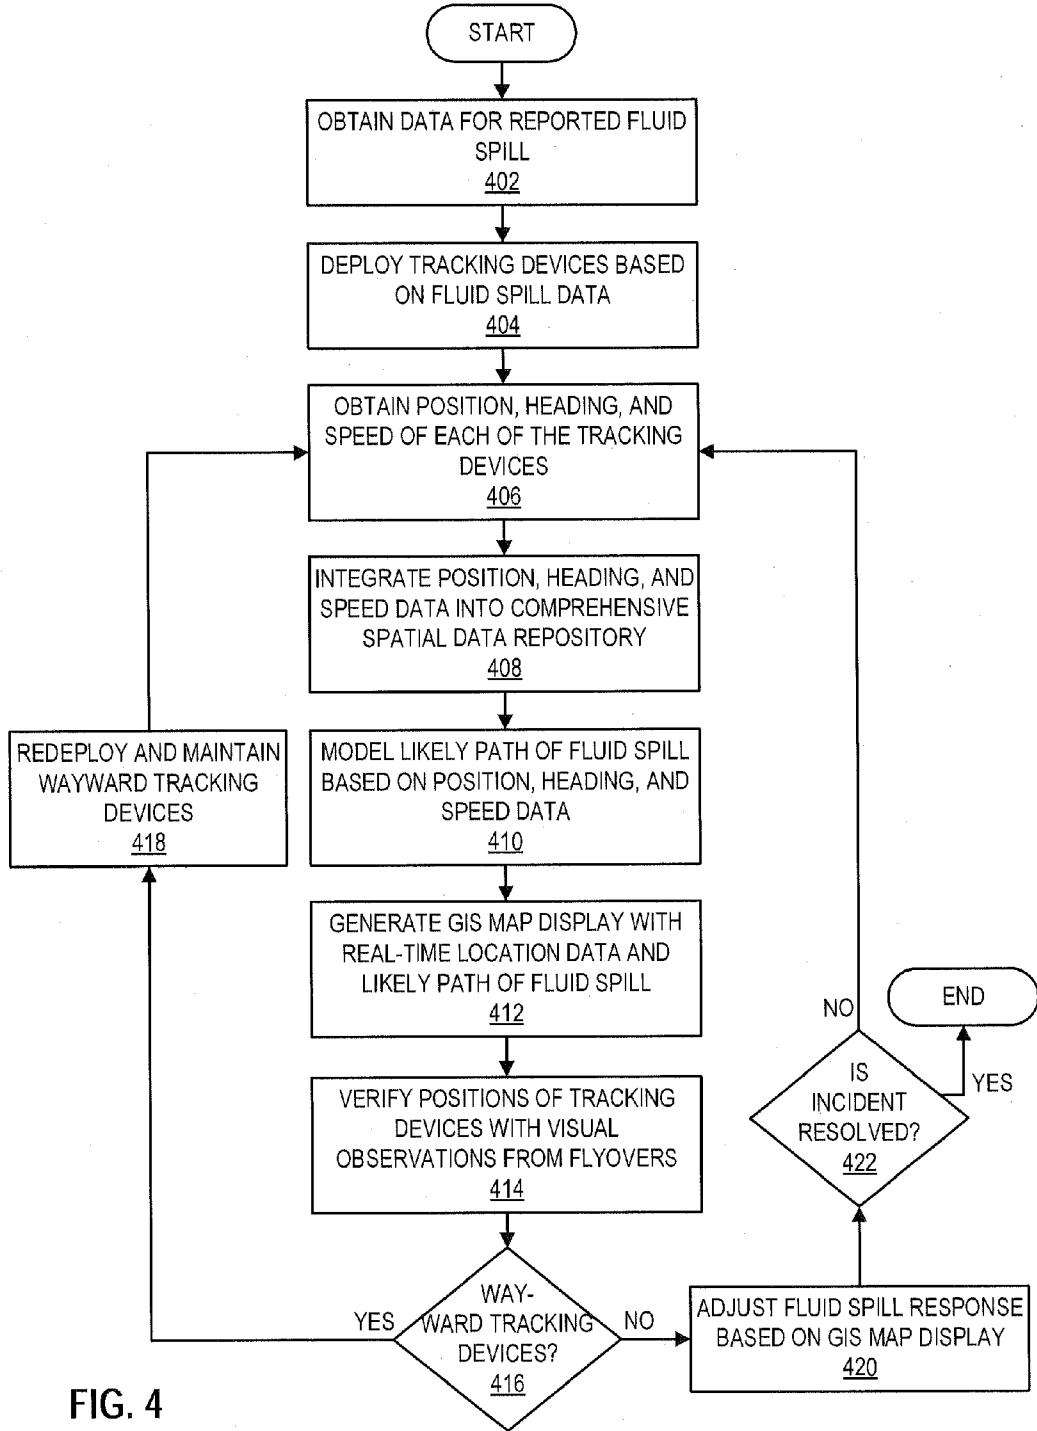 START
OBTAIN DATA FOR REPORTED FLUID
SPILL
402
DEPLOY TRACKING DEVICES BASED
ON FLUID SPILL DATA
404
OBTAIN POSITION, HEADING, AND
SPEED OF EACH OF THE TRACKING
DEVICES
406
INTEGRATE POSITION, HEADING, AND
SPEED DATA INTO COMPREHENSIVE
SPATIAL DATA REPOSITORY
408
REDEPLOY AND MAINTAIN
WAYWARD TRACKING
DEVICES
418
MODEL LIKELY PATH OF FLUID SPILL
BASED ON POSITION, HEADING, AND
SPEED DATA
410
GENERATE GIS MAP DISPLAY WITH
REAL-TIME LOCATION DATA AND
LIKELY PATH OF FLUID SPILL
412
VERIFY POSITIONS OF TRACKING
DEVICES WITH VISUAL
OBSERVATIONS FROM FLYOVERS
414
WAY-
WARD TRACKING
DEVICES?
416
YES
NO
ADJUST FLUID SPILL RESPONSE
BASED ON GIS MAP DISPLAY
420
IS
INCIDENT
RESOLVED?
422
NO
YES
END
FIG. 4